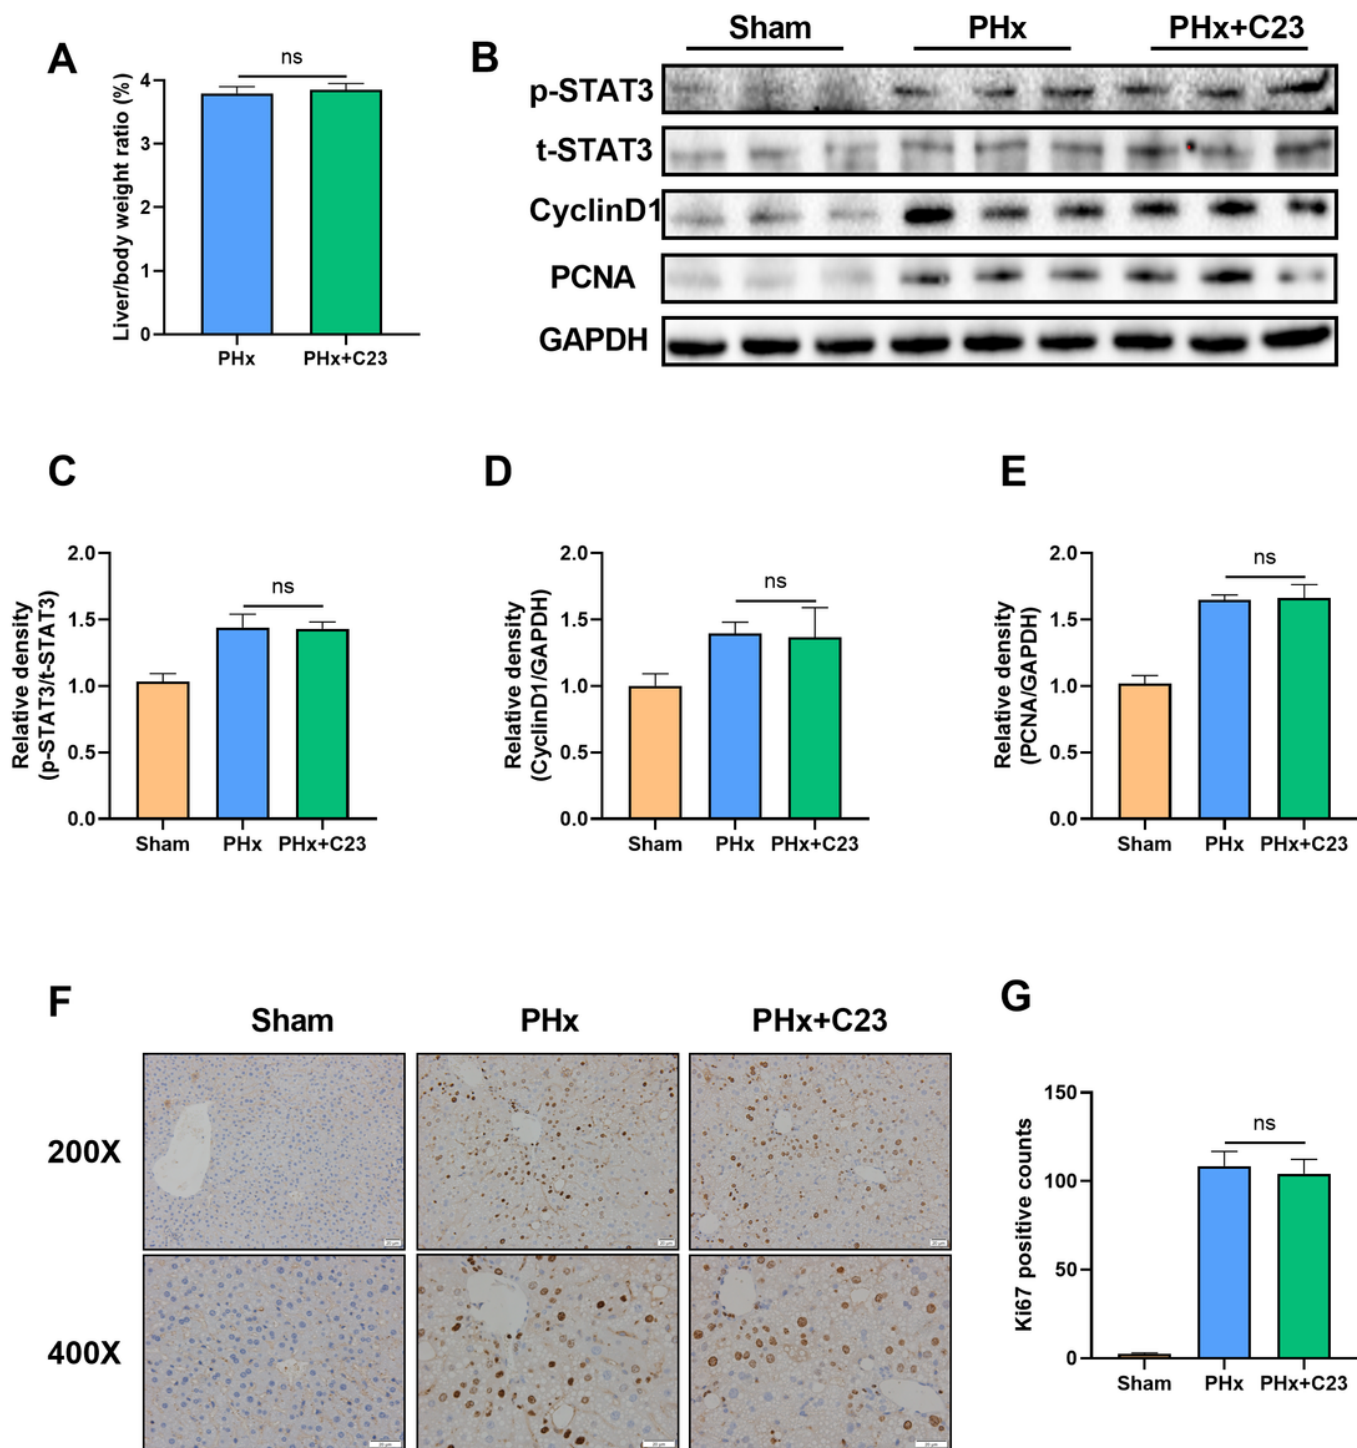 A
ns
Liver/body weight ratio (%)
4
3
2
1
0
PHx
PHx+C23
B
Sham
PHx
PHx+C23
p-STAT3
t-STAT3
CyclinD1
PCNA
GAPDH
C
ns
Relative density
(p-STAT3/t-STAT3)
2.0
1.5
1.0
0.5
0.0
Sham
PHx
PHx+C23
D
ns
Relative density
(CyclinD1/GAPDH)
2.0
1.5
1.0
0.5
0.0
Sham
PHx
PHx+C23
E
ns
Relative density
(PCNA/GAPDH)
2.0
1.5
1.0
0.5
0.0
Sham
PHx
PHx+C23
F
Sham
PHx
PHx+C23
200X
400X
G
ns
Ki67 positive counts
150
100
50
0
Sham
PHx
PHx+C23